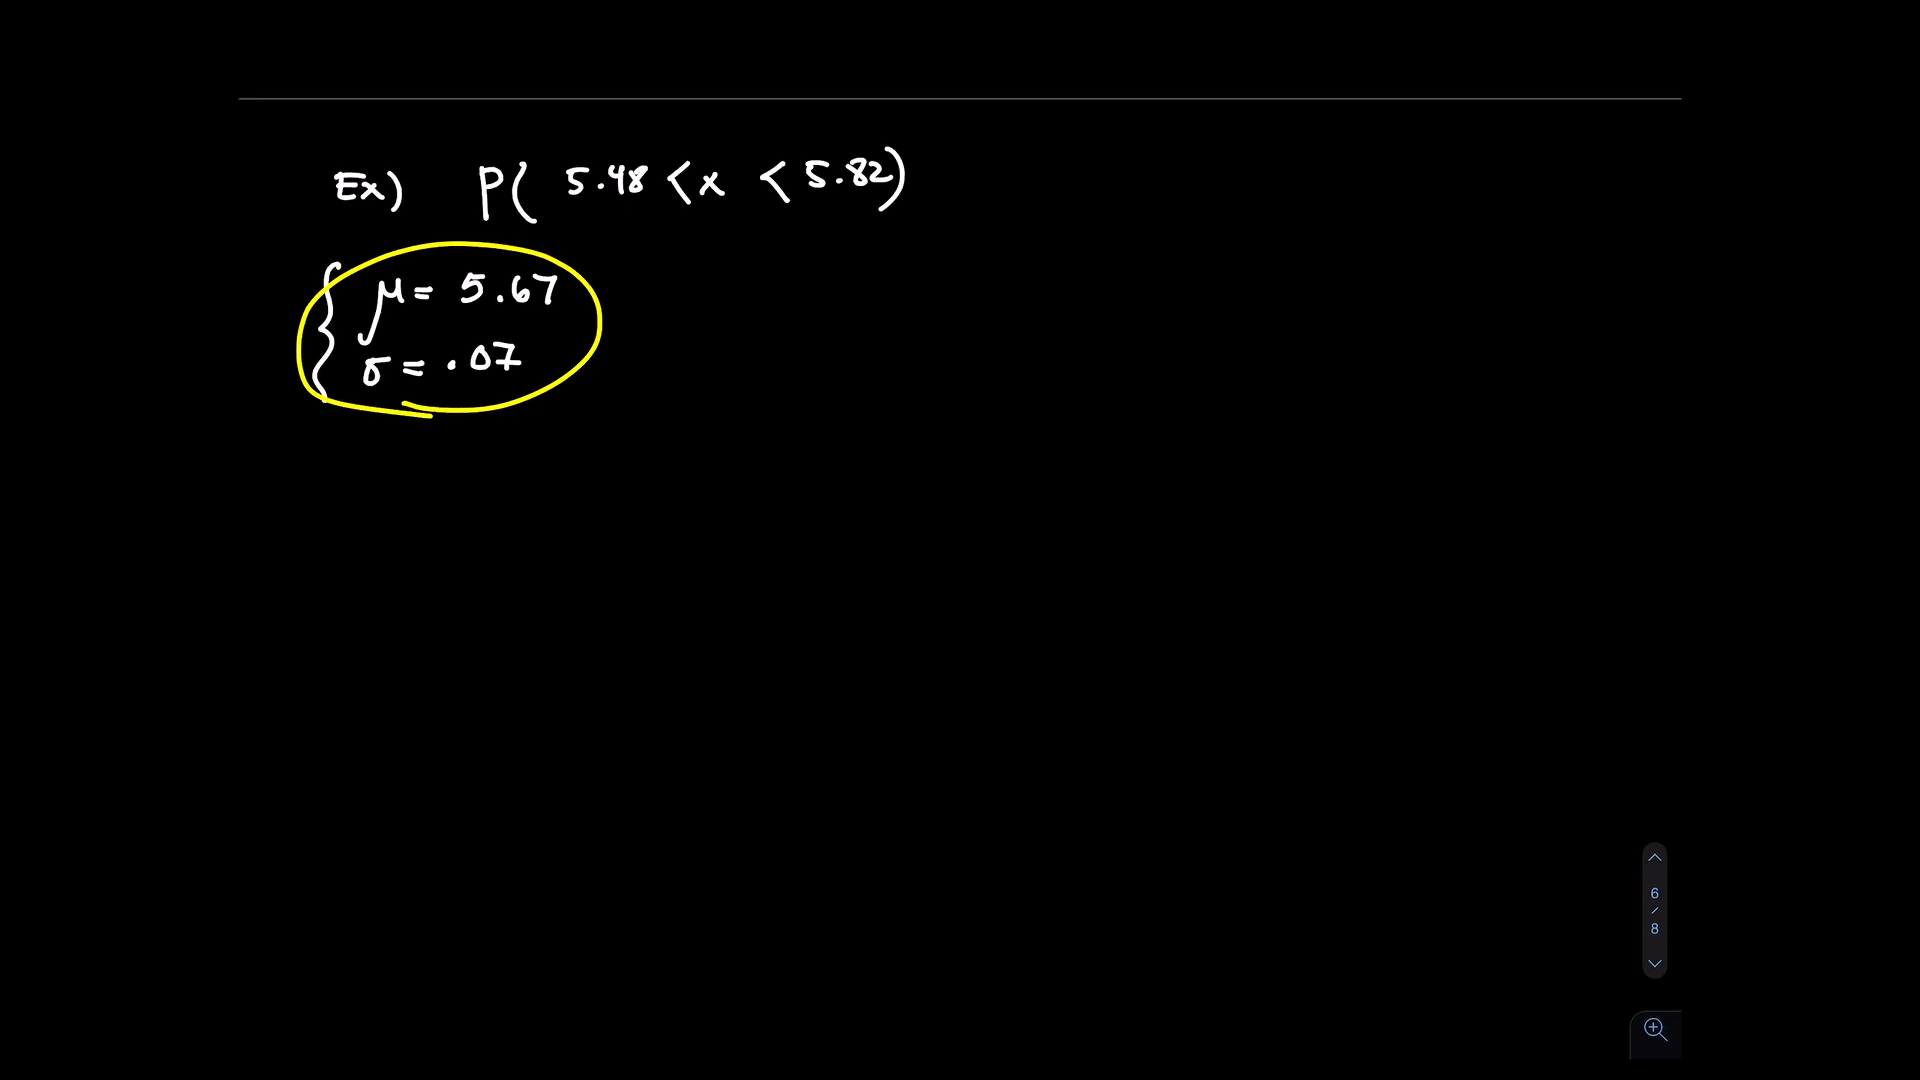 Ex) P( 5.48 < x < 5.82)
μ = 5.67
σ = .07
6
/
8